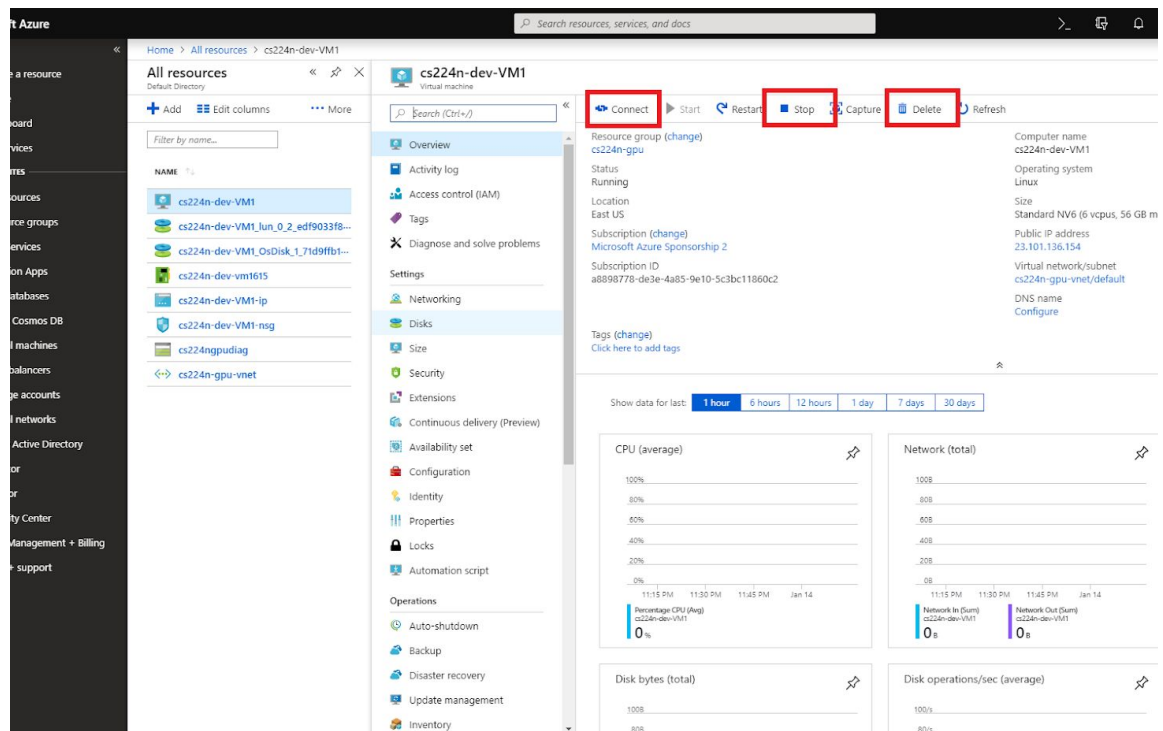 ft Azure
Search resources, services, and docs
Home > All resources > cs224n-dev-VM1
e a resource
board
rvices
ITES
ources
rce groups
ervices
on Apps
atabases
Cosmos DB
l machines
balancers
ge accounts
l networks
Active Directory
tor
or
ity Center
Management + Billing
+ support
All resources
Default Directory
Add Edit columns More
Filter by name...
NAME
cs224n-dev-VM1
cs224n-dev-VM1_lun_0_2_edf9033f8...
cs224n-dev-VM1_OsDisk_1_71d9ffb1...
cs224n-dev-vm1615
cs224n-dev-VM1-ip
cs224n-dev-VM1-nsg
cs224ngpudiag
cs224n-gpu-vnet
cs224n-dev-VM1
Virtual machine
Search (Ctrl+/)
Overview
Activity log
Access control (IAM)
Tags
Diagnose and solve problems
Settings
Networking
Disks
Size
Security
Extensions
Continuous delivery (Preview)
Availability set
Configuration
Identity
Properties
Locks
Automation script
Operations
Auto-shutdown
Backup
Disaster recovery
Update management
Inventory
Connect Start Restart Stop Capture Delete Refresh
Resource group (change)
cs224n-gpu
Status
Running
Location
East US
Subscription (change)
Microsoft Azure Sponsorship 2
Subscription ID
a8898778-de3e-4a85-9e10-5c3bc11860c2
Computer name
cs224n-dev-VM1
Operating system
Linux
Size
Standard NV6 (6 vcpus, 56 GB m
Public IP address
23.101.136.154
Virtual network/subnet
cs224n-gpu-vnet/default
DNS name
Configure
Tags (change)
Click here to add tags
Show data for last: 1 hour 6 hours 12 hours 1 day 7 days 30 days
CPU (average)
100%
80%
60%
40%
20%
0%
11:15 PM 11:30 PM 11:45 PM Jan 14
Percentage CPU (Avg)
cs224n-dev-VM1
0 %
Network (total)
100B
80B
60B
40B
20B
0B
11:15 PM 11:30 PM 11:45 PM Jan 14
Network In (Sum)
cs224n-dev-VM1
0 B
Network Out (Sum)
cs224n-dev-VM1
0 B
Disk bytes (total)
100B
80B
Disk operations/sec (average)
100/s
80/s